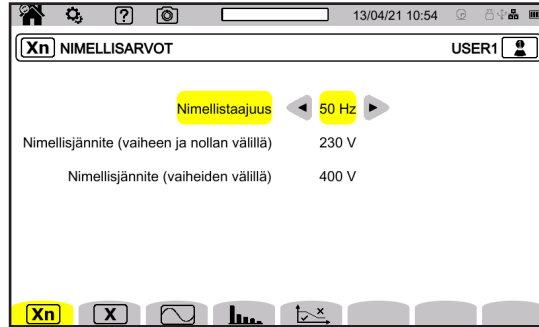 ? 13/04/21 10:54
Xn NIMELLISARVOT USER1
Nimellistaajuus 50 Hz
Nimellisjännite (vaiheen ja nollan välillä) 230 V
Nimellisjännite (vaiheiden välillä) 400 V
Xn X x